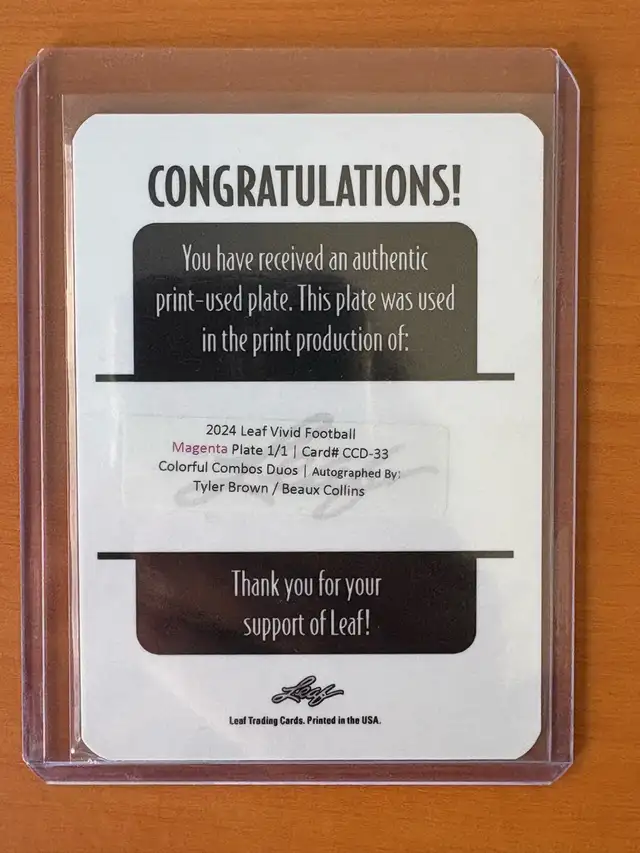 CONGRATULATIONS!
You have received an authentic
print-used plate. This plate was used
in the print production of:
2024 Leaf Vivid Football
Magenta Plate 1/1 | Card# CCD-33
Colorful Combos Duos | Autographed By:
Tyler Brown / Beaux Collins
Thank you for your
support of Leaf!
Leaf
Leaf Trading Cards. Printed in the USA.